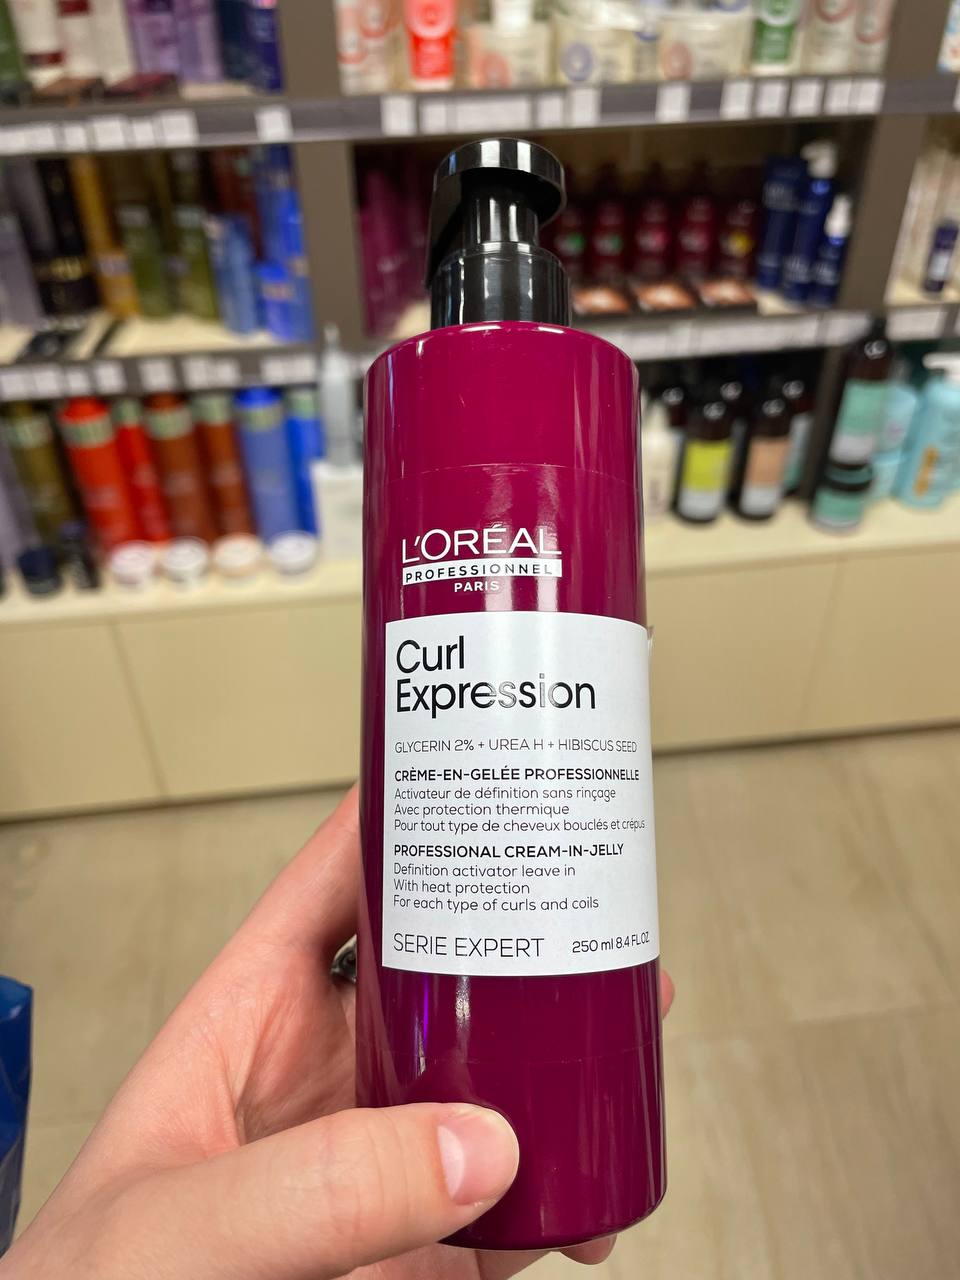 L'ORÉAL
PROFESSIONNEL
PARIS
Curl
Expression
GLYCERIN 2% + UREA H + HIBISCUS SEED
CRÈME-EN-GELÉE PROFESSIONNELLE
Activateur de définition sans rinçage
Avec protection thermique
Pour tout type de cheveux bouclés et crépus
PROFESSIONAL CREAM-IN-JELLY
Definition activator leave in
With heat protection
For each type of curls and coils
SERIE EXPERT 250 ml 8.4 FL.OZ